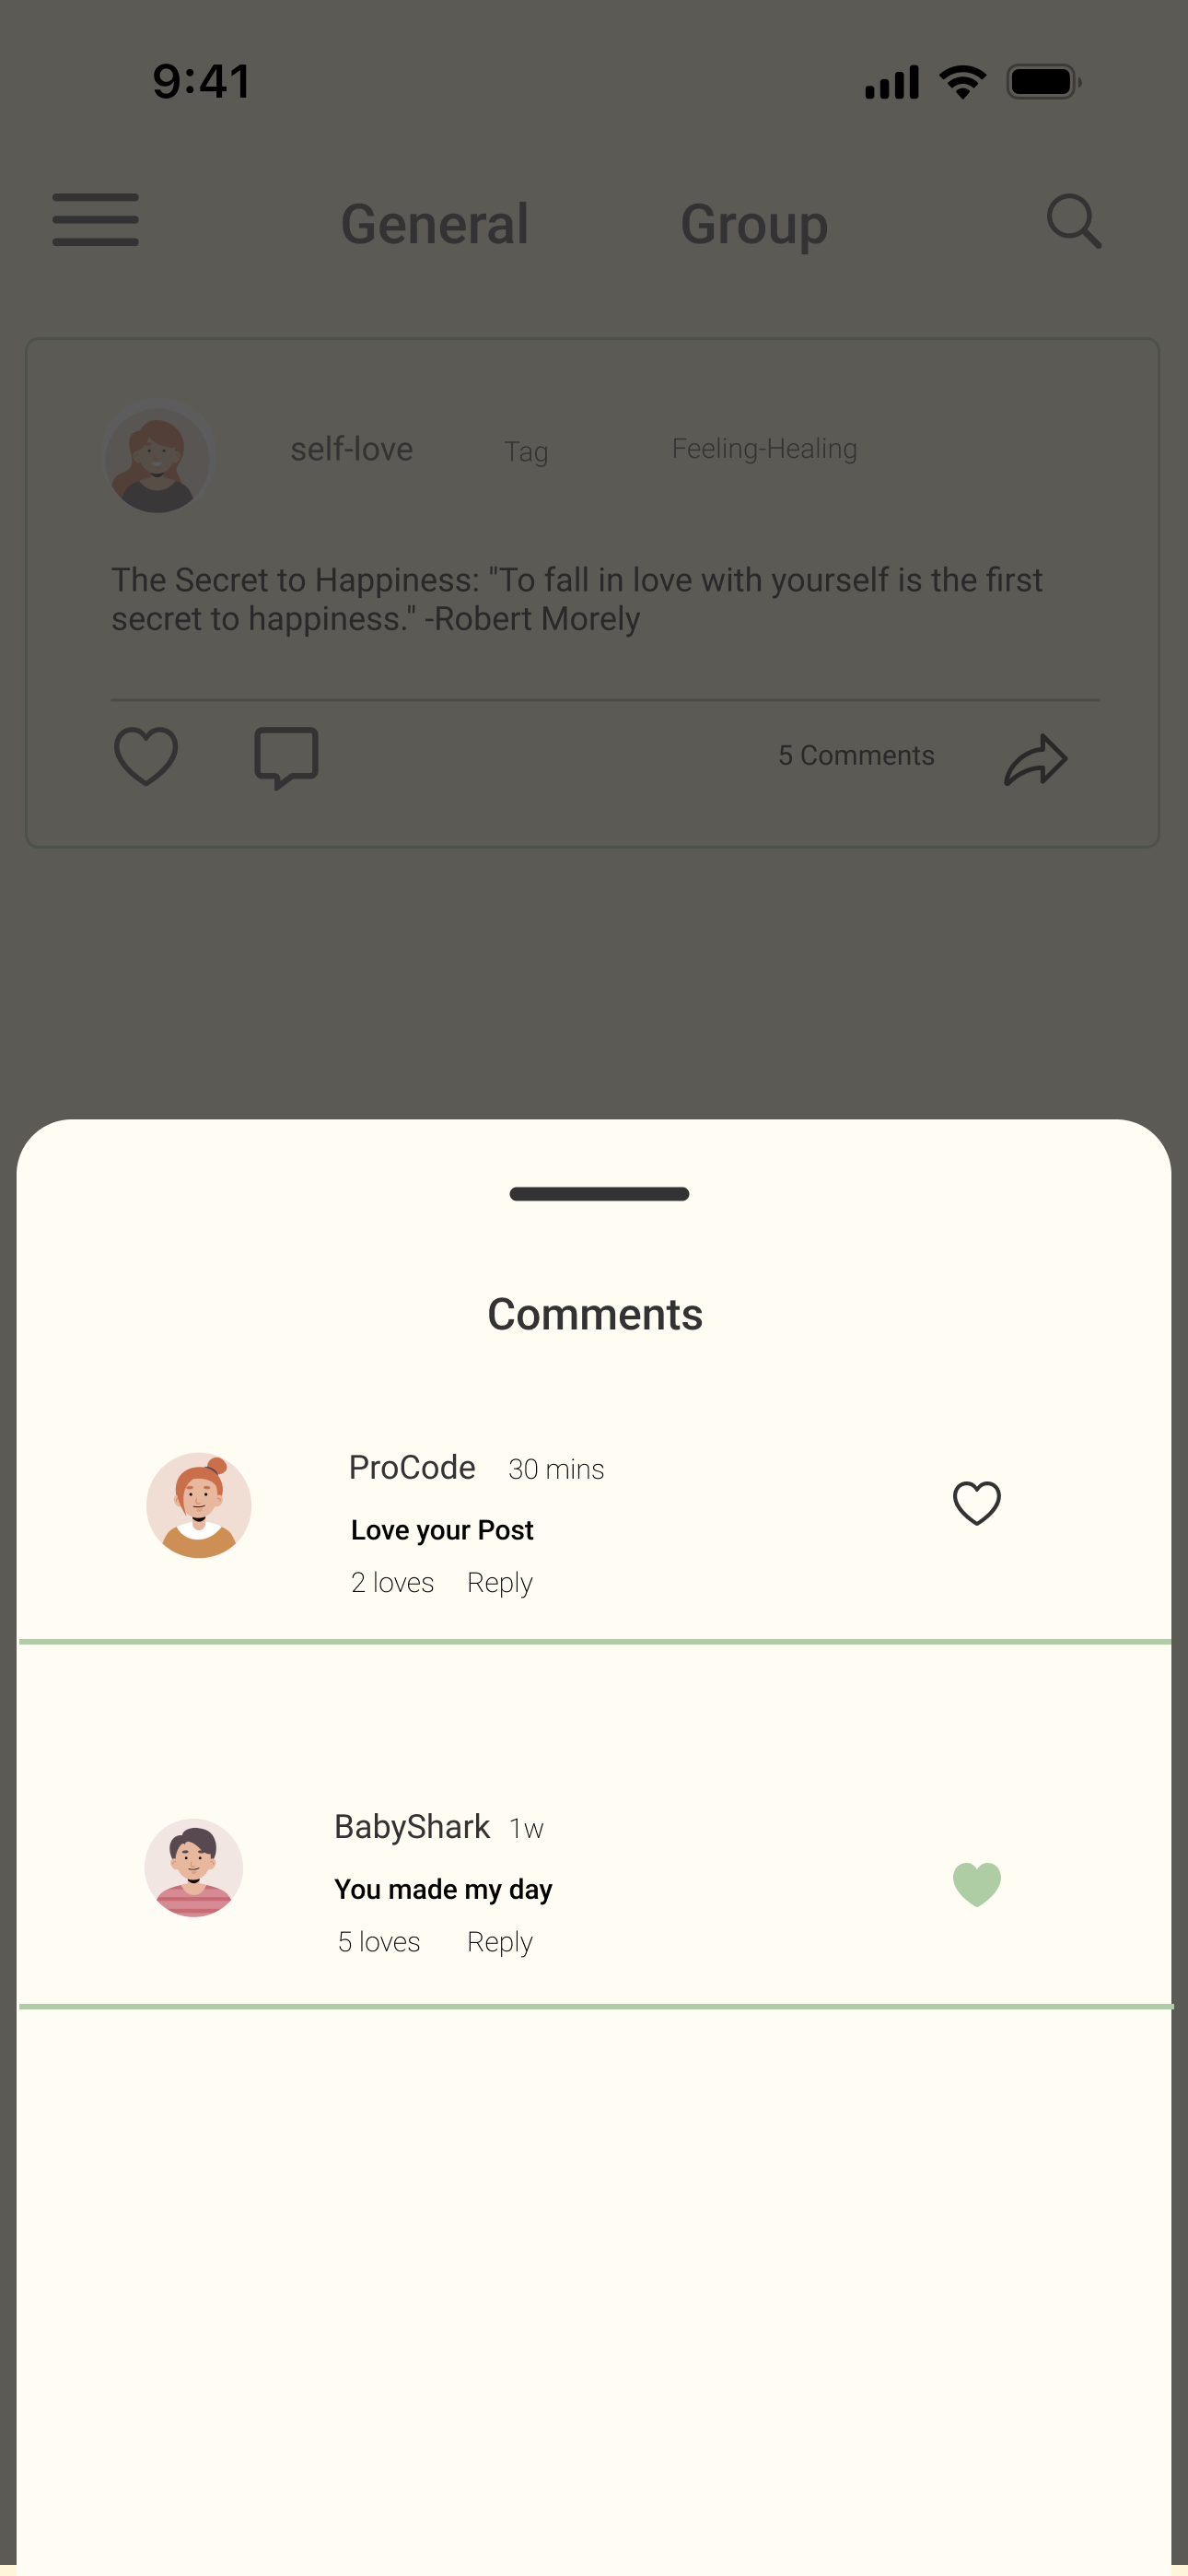 9:41
General Group
self-love Tag Feeling-Healing
The Secret to Happiness: "To fall in love with yourself is the first
secret to happiness." -Robert Morely
5 Comments
Comments
ProCode 30 mins
Love your Post
2 loves Reply
BabyShark 1w
You made my day
5 loves Reply